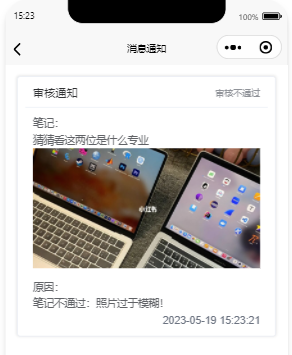 15:23
100%
消息通知
审核通知
审核不通过
笔记：
猜猜看这两位是什么专业
小红书
原因：
笔记不通过：照片过于模糊！
2023-05-19 15:23:21